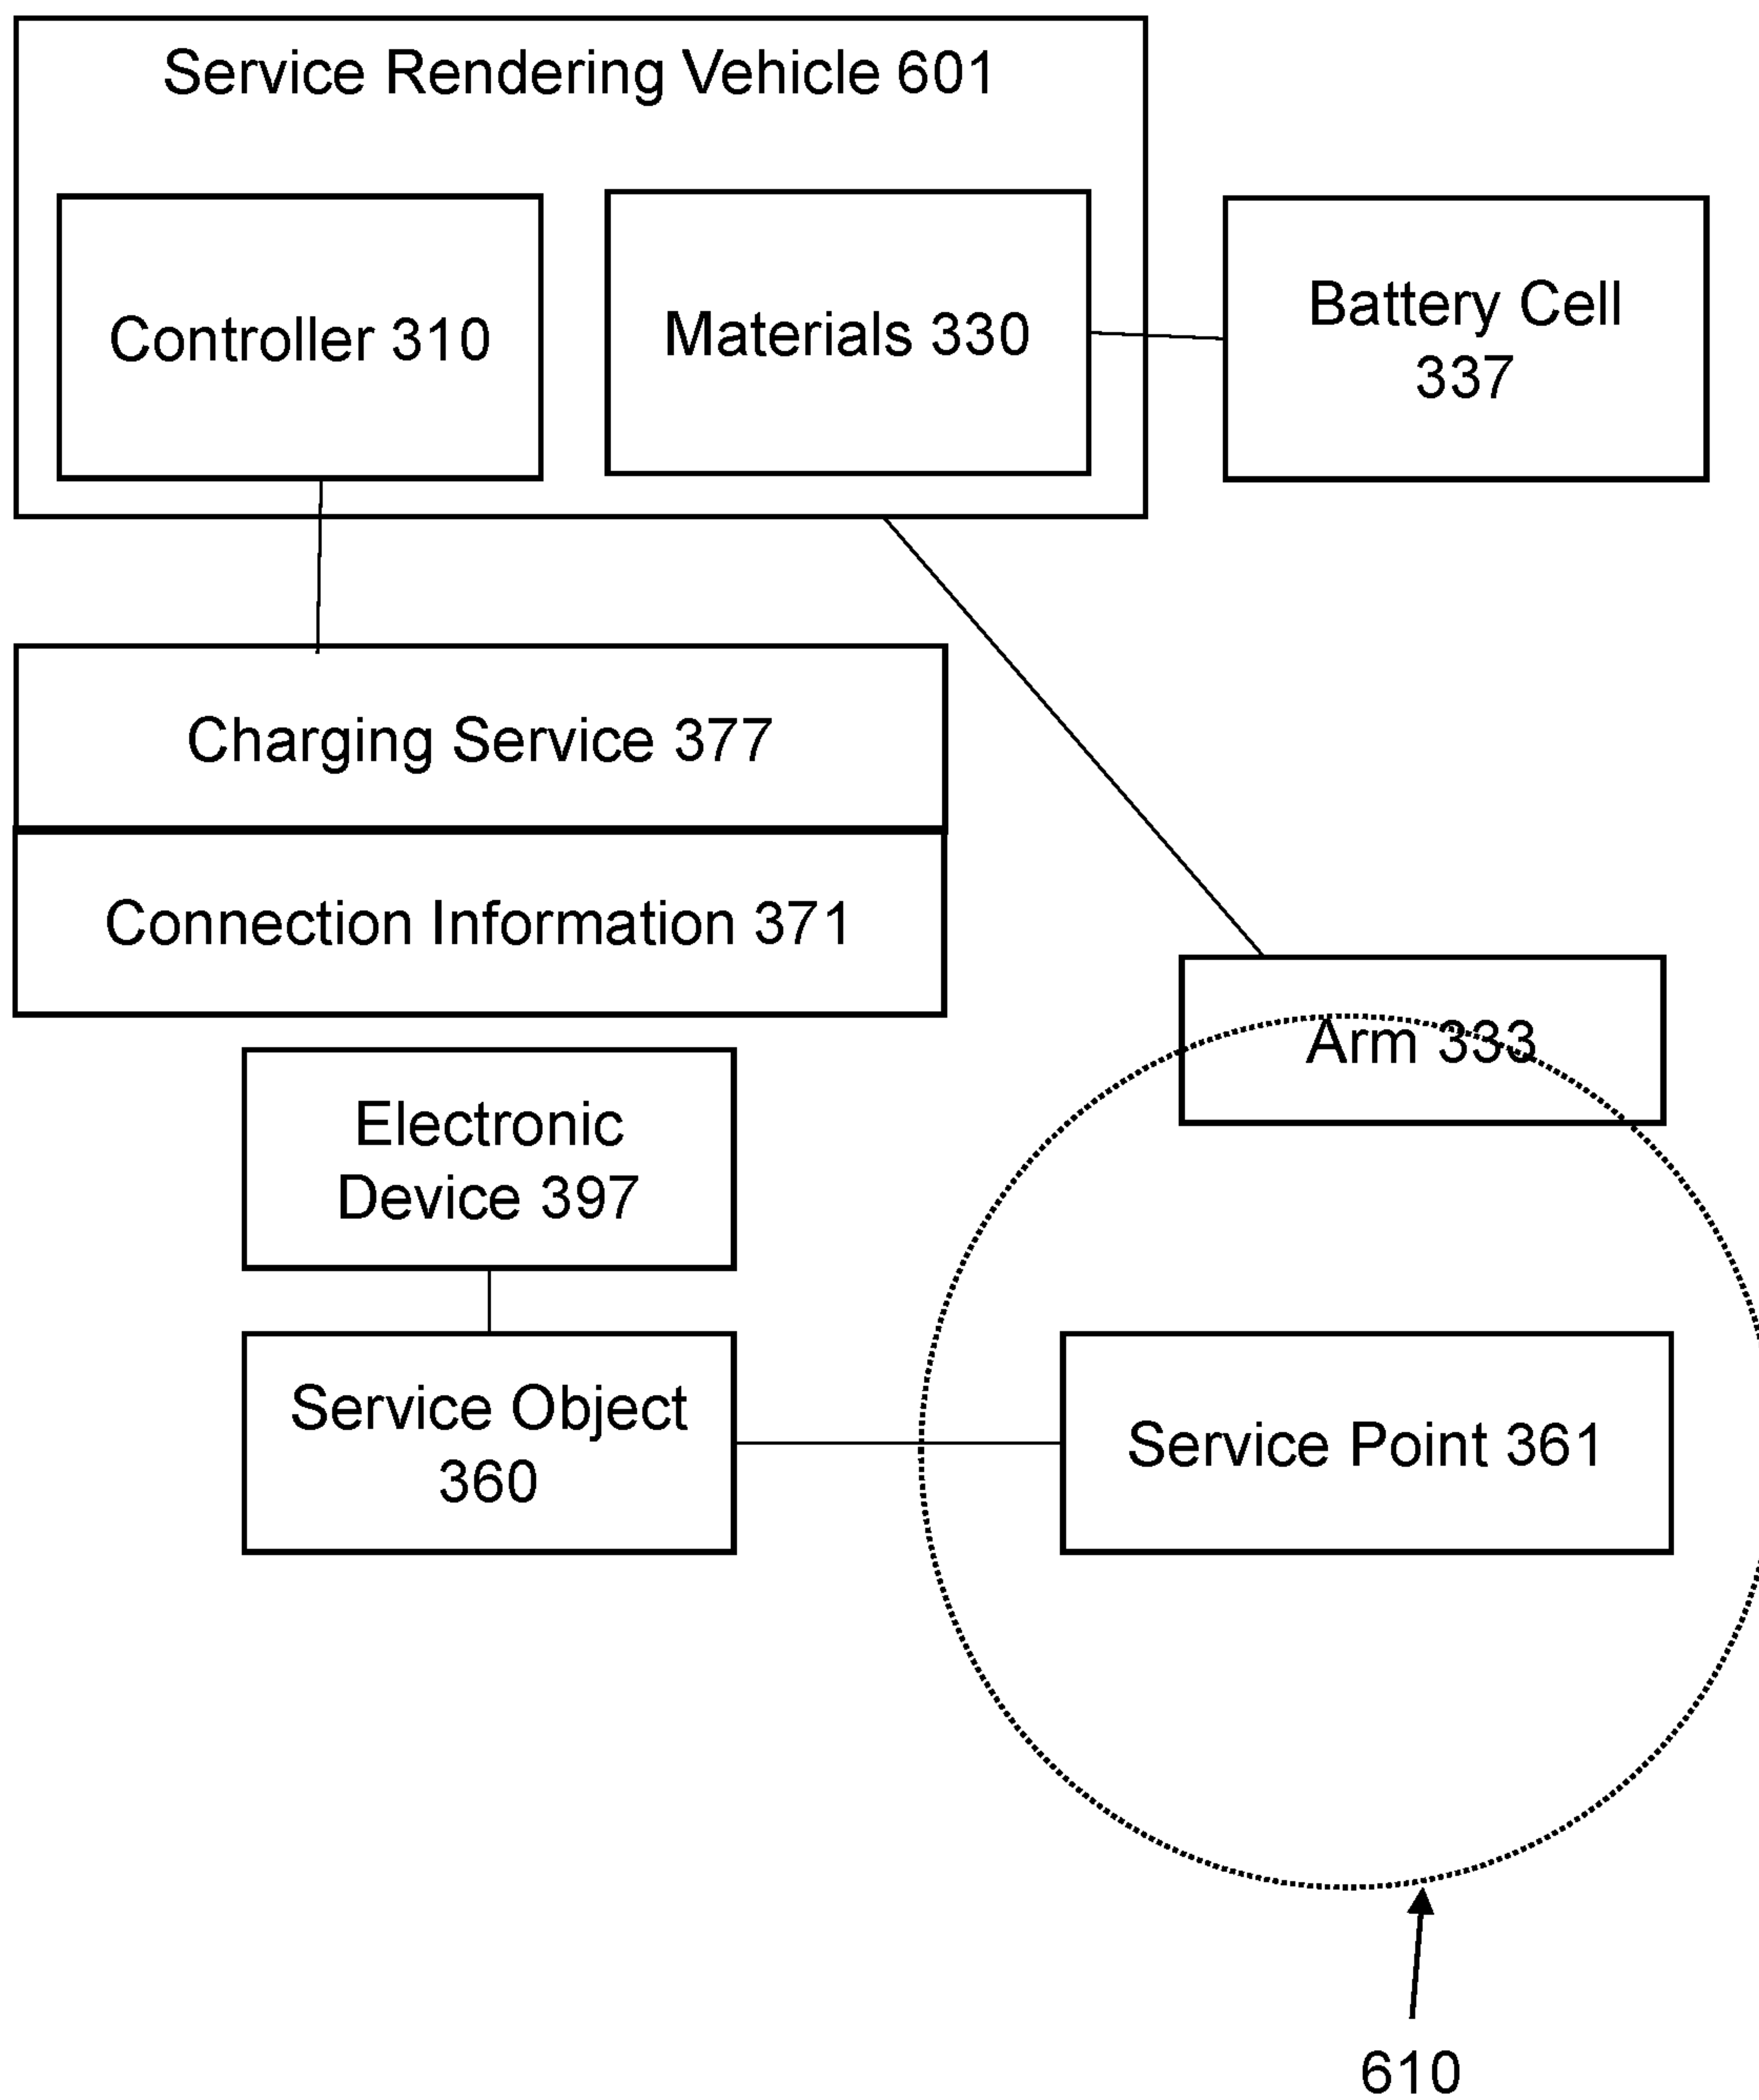 Service Rendering Vehicle 601
Controller 310
Materials 330
Battery Cell
337
Charging Service 377
Connection Information 371
Arm 333
Electronic
Device 397
Service Object
360
Service Point 361
610